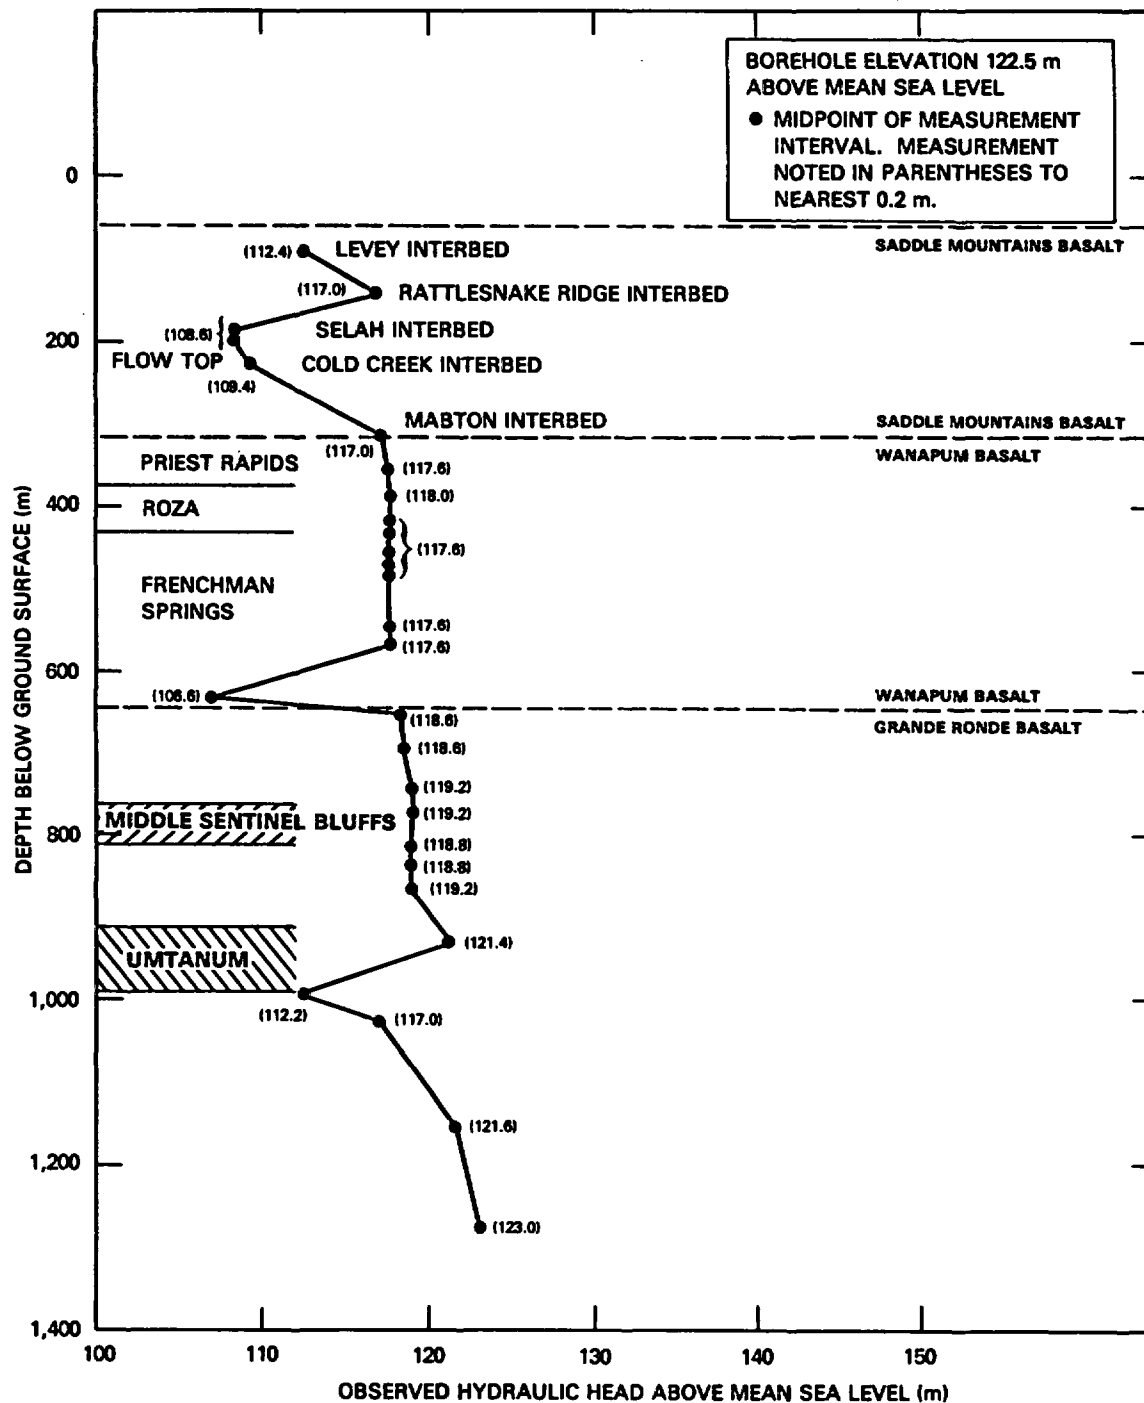 BOREHOLE ELEVATION 122.5 m
ABOVE MEAN SEA LEVEL
● MIDPOINT OF MEASUREMENT
INTERVAL. MEASUREMENT
NOTED IN PARENTHESES TO
NEAREST 0.2 m.
0
SADDLE MOUNTAINS BASALT
(112.4) LEVEY INTERBED
(117.0) RATTLESNAKE RIDGE INTERBED
(108.6) SELAH INTERBED
200
FLOW TOP COLD CREEK INTERBED
(109.4)
MABTON INTERBED
SADDLE MOUNTAINS BASALT
(117.0)
WANAPUM BASALT
PRIEST RAPIDS
(117.6)
(118.0)
400
ROZA
(117.6)
FRENCHMAN
SPRINGS
(117.6)
(117.6)
600
(106.6)
WANAPUM BASALT
(118.6)
GRANDE RONDE BASALT
(118.6)
(119.2)
(119.2)
MIDDLE SENTINEL BLUFFS
800
(118.8)
(118.8)
(119.2)
(121.4)
UMTANUM
1,000
(112.2)
(117.0)
(121.6)
1,200
(123.0)
1,400
100 110 120 130 140 150
DEPTH BELOW GROUND SURFACE (m)
OBSERVED HYDRAULIC HEAD ABOVE MEAN SEA LEVEL (m)